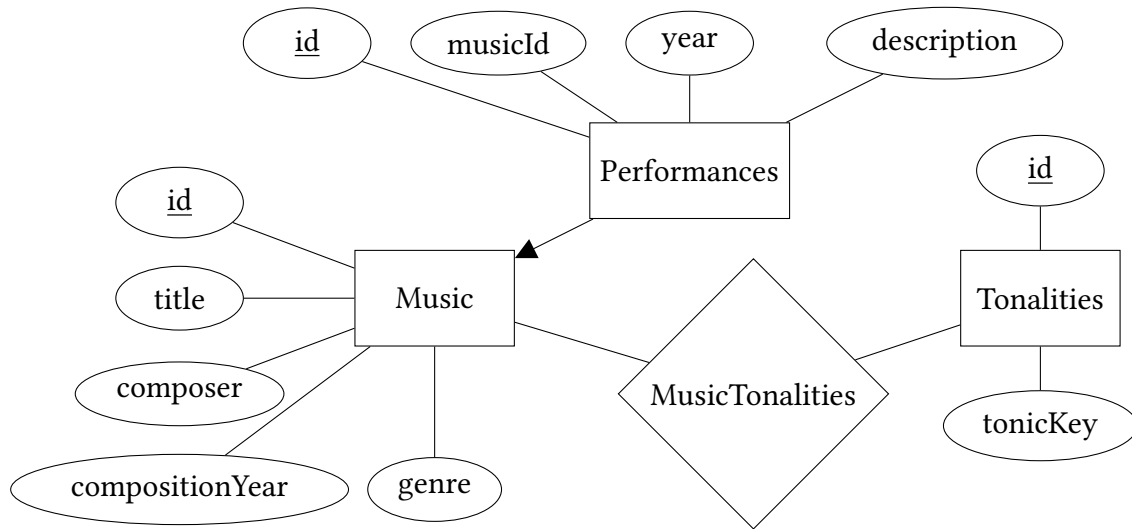 id
musicId
year
description
Performances
id
id
title
Music
Tonalities
composer
MusicTonalities
tonicKey
compositionYear
genre